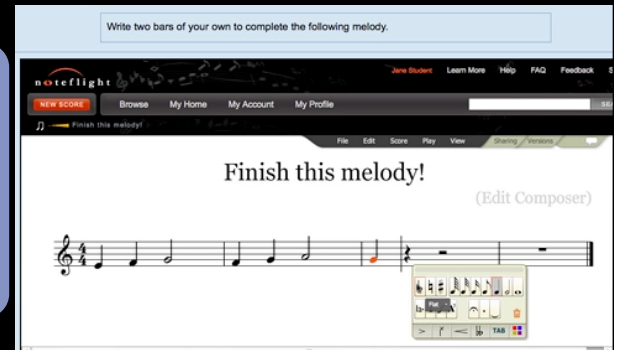 Write two bars of your own to complete the following melody.
noteflight
Jane Student Learn More Help FAQ Feedback S
NEW SCORE Browse My Home My Account My Profile SEA
Finish this melody!
File Edit Score Play View Sharing Versions
Finish this melody!
(Edit Composer)
Flat
TAB